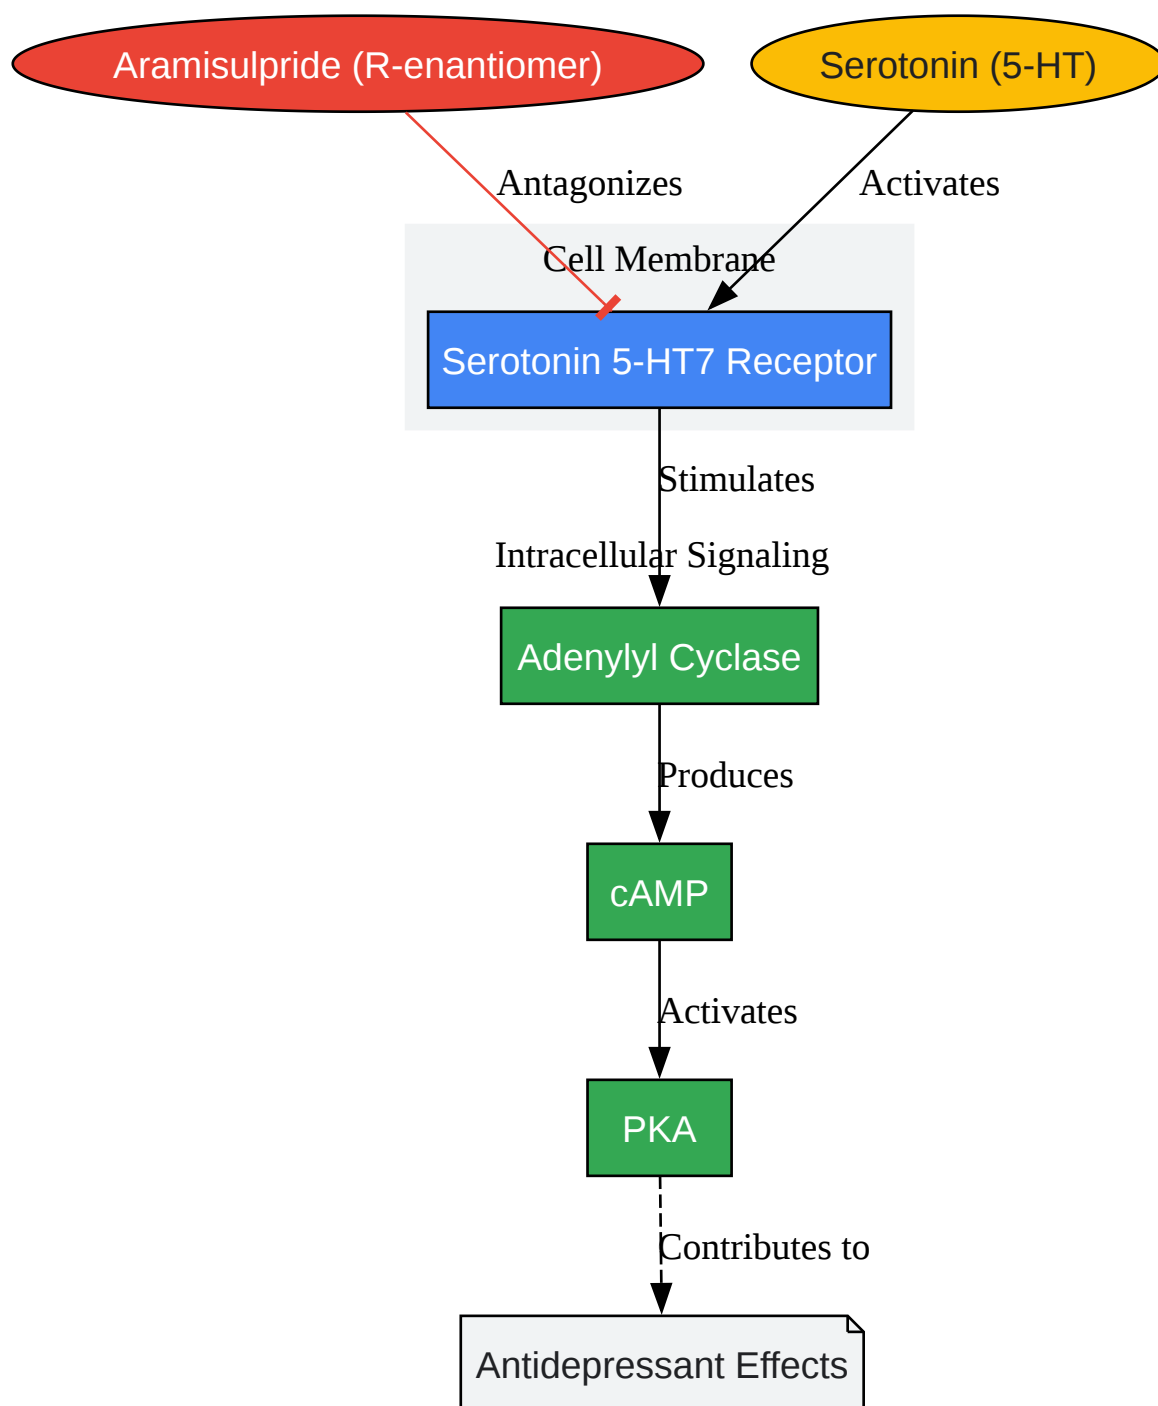 Aramisulpride (R-enantiomer)
Serotonin (5-HT)
Antagonizes
Activates
Cell Membrane
Serotonin 5-HT7 Receptor
Stimulates
Intracellular Signaling
Adenylyl Cyclase
Produces
cAMP
Activates
PKA
Contributes to
Antidepressant Effects